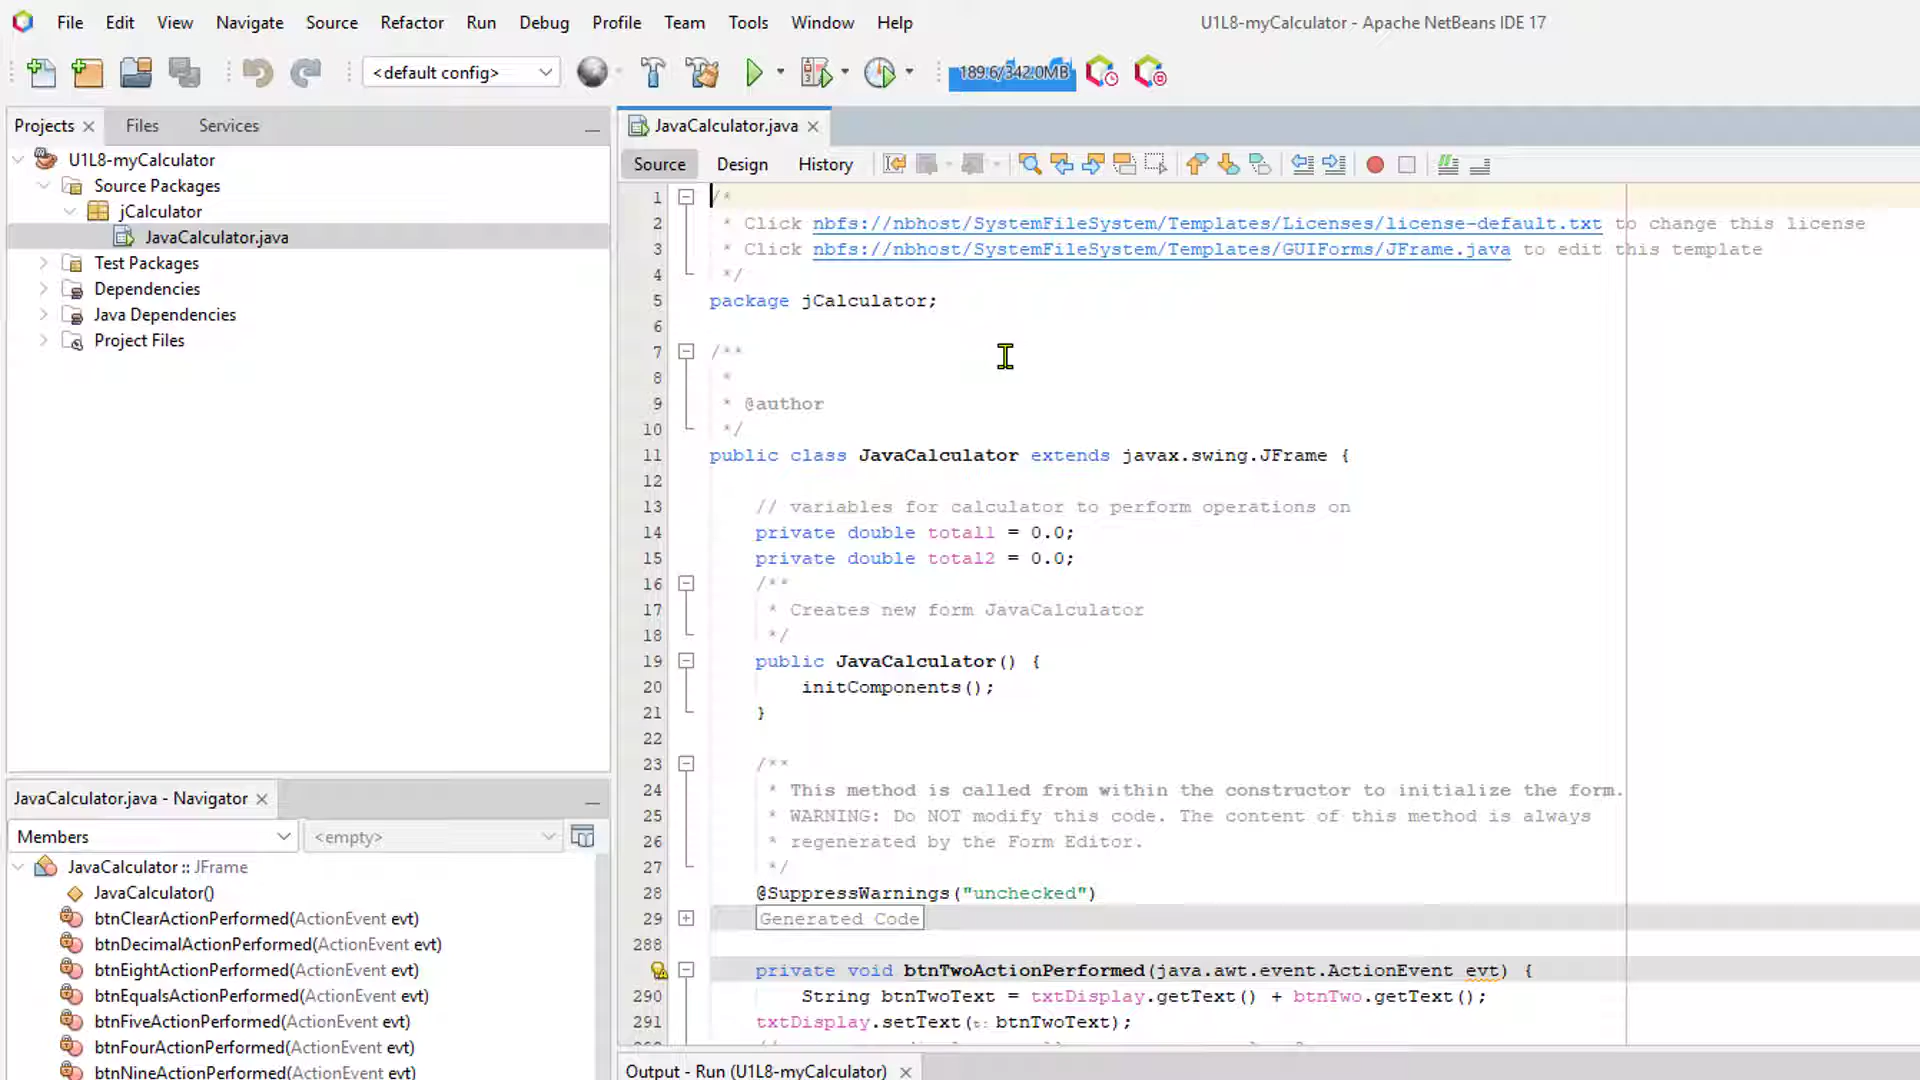 File Edit View Navigate Source Refactor Run Debug Profile Team Tools Window Help
U1L8-myCalculator - Apache NetBeans IDE 17
<default config>
189.6/342.0MB
Projects Files Services
U1L8-myCalculator
Source Packages
jCalculator
JavaCalculator.java
Test Packages
Dependencies
Java Dependencies
Project Files
JavaCalculator.java - Navigator
Members <empty>
JavaCalculator :: JFrame
JavaCalculator()
btnClearActionPerformed(ActionEvent evt)
btnDecimalActionPerformed(ActionEvent evt)
btnEightActionPerformed(ActionEvent evt)
btnEqualsActionPerformed(ActionEvent evt)
btnFiveActionPerformed(ActionEvent evt)
btnFourActionPerformed(ActionEvent evt)
btnNineActionPerformed(ActionEvent evt)
JavaCalculator.java
Source Design History
1 /*
2 * Click nbfs://nbhost/SystemFileSystem/Templates/Licenses/license-default.txt to change this license
3 * Click nbfs://nbhost/SystemFileSystem/Templates/GUIForms/JFrame.java to edit this template
4 */
5 package jCalculator;
6
7 /**
8 *
9 * @author
10 */
11 public class JavaCalculator extends javax.swing.JFrame {
12
13 // variables for calculator to perform operations on
14 private double total1 = 0.0;
15 private double total2 = 0.0;
16 /**
17 * Creates new form JavaCalculator
18 */
19 public JavaCalculator() {
20 initComponents();
21 }
22
23 /**
24 * This method is called from within the constructor to initialize the form.
25 * WARNING: Do NOT modify this code. The content of this method is always
26 * regenerated by the Form Editor.
27 */
28 @SuppressWarnings("unchecked")
29 Generated Code
288
private void btnTwoActionPerformed(java.awt.event.ActionEvent evt) {
290 String btnTwoText = txtDisplay.getText() + btnTwo.getText();
291 txtDisplay.setText(t: btnTwoText);
Output - Run (U1L8-myCalculator)